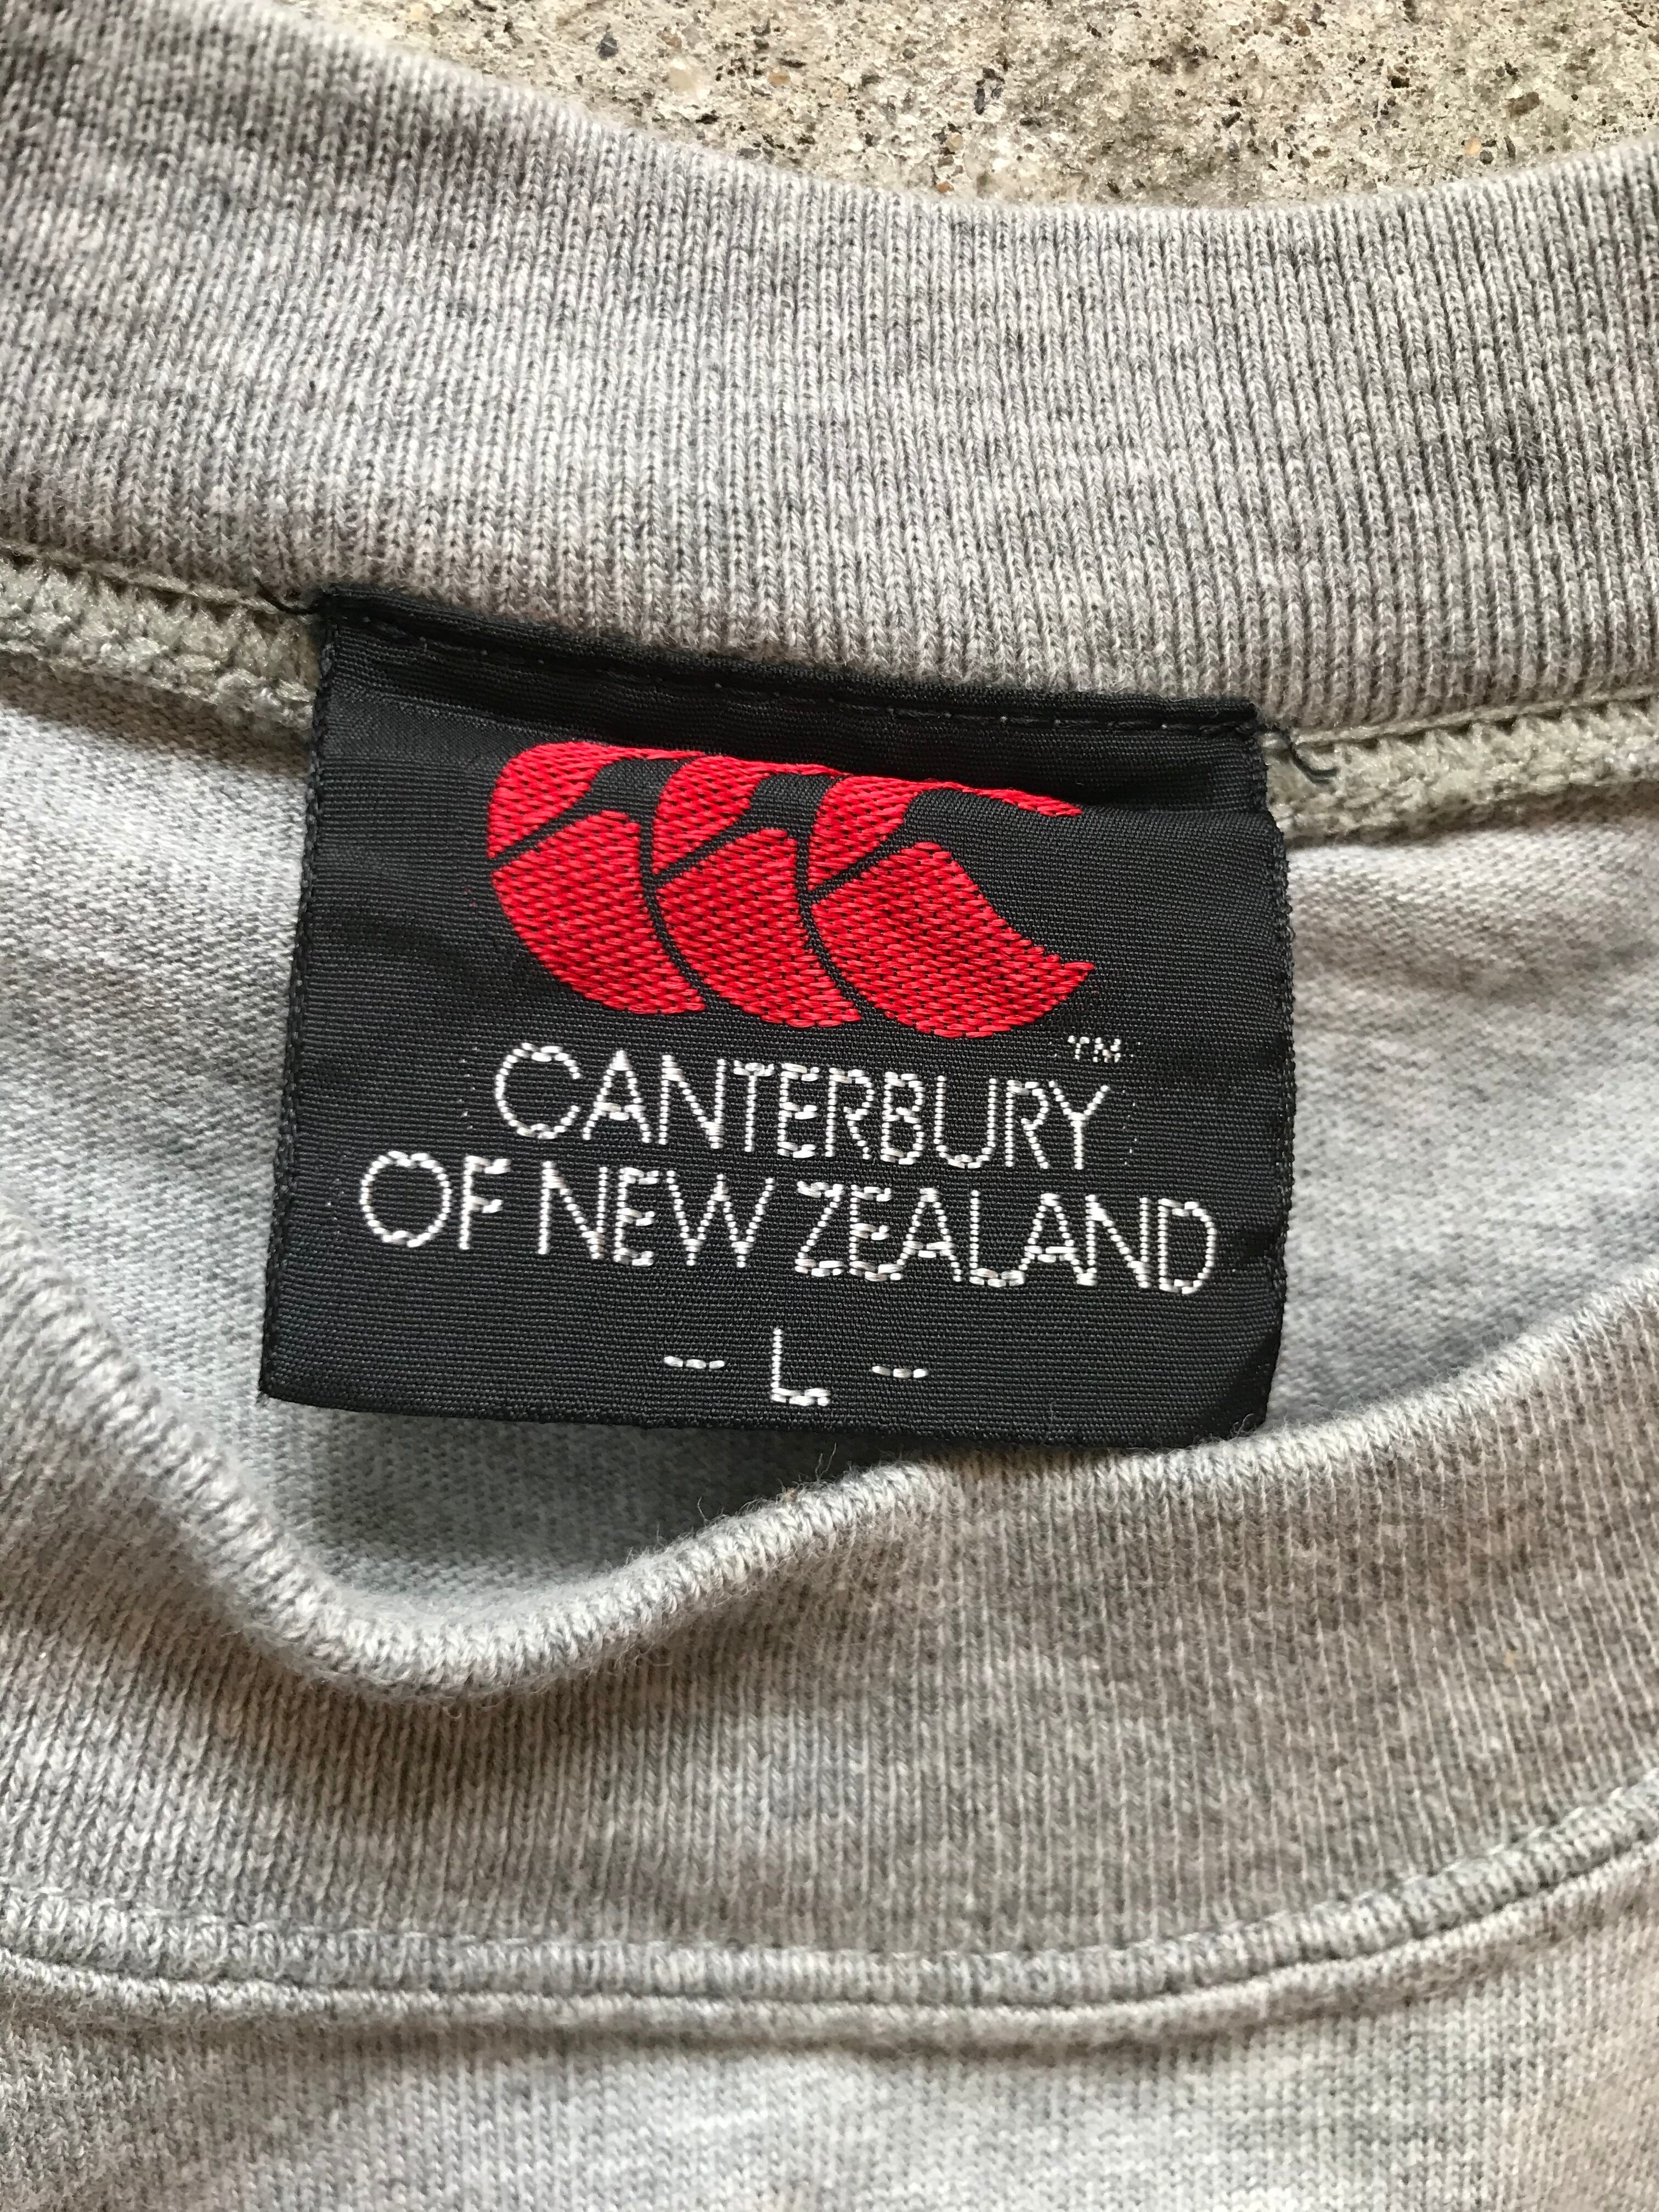 TM
CANTERBURY
OF NEW ZEALAND
- L -